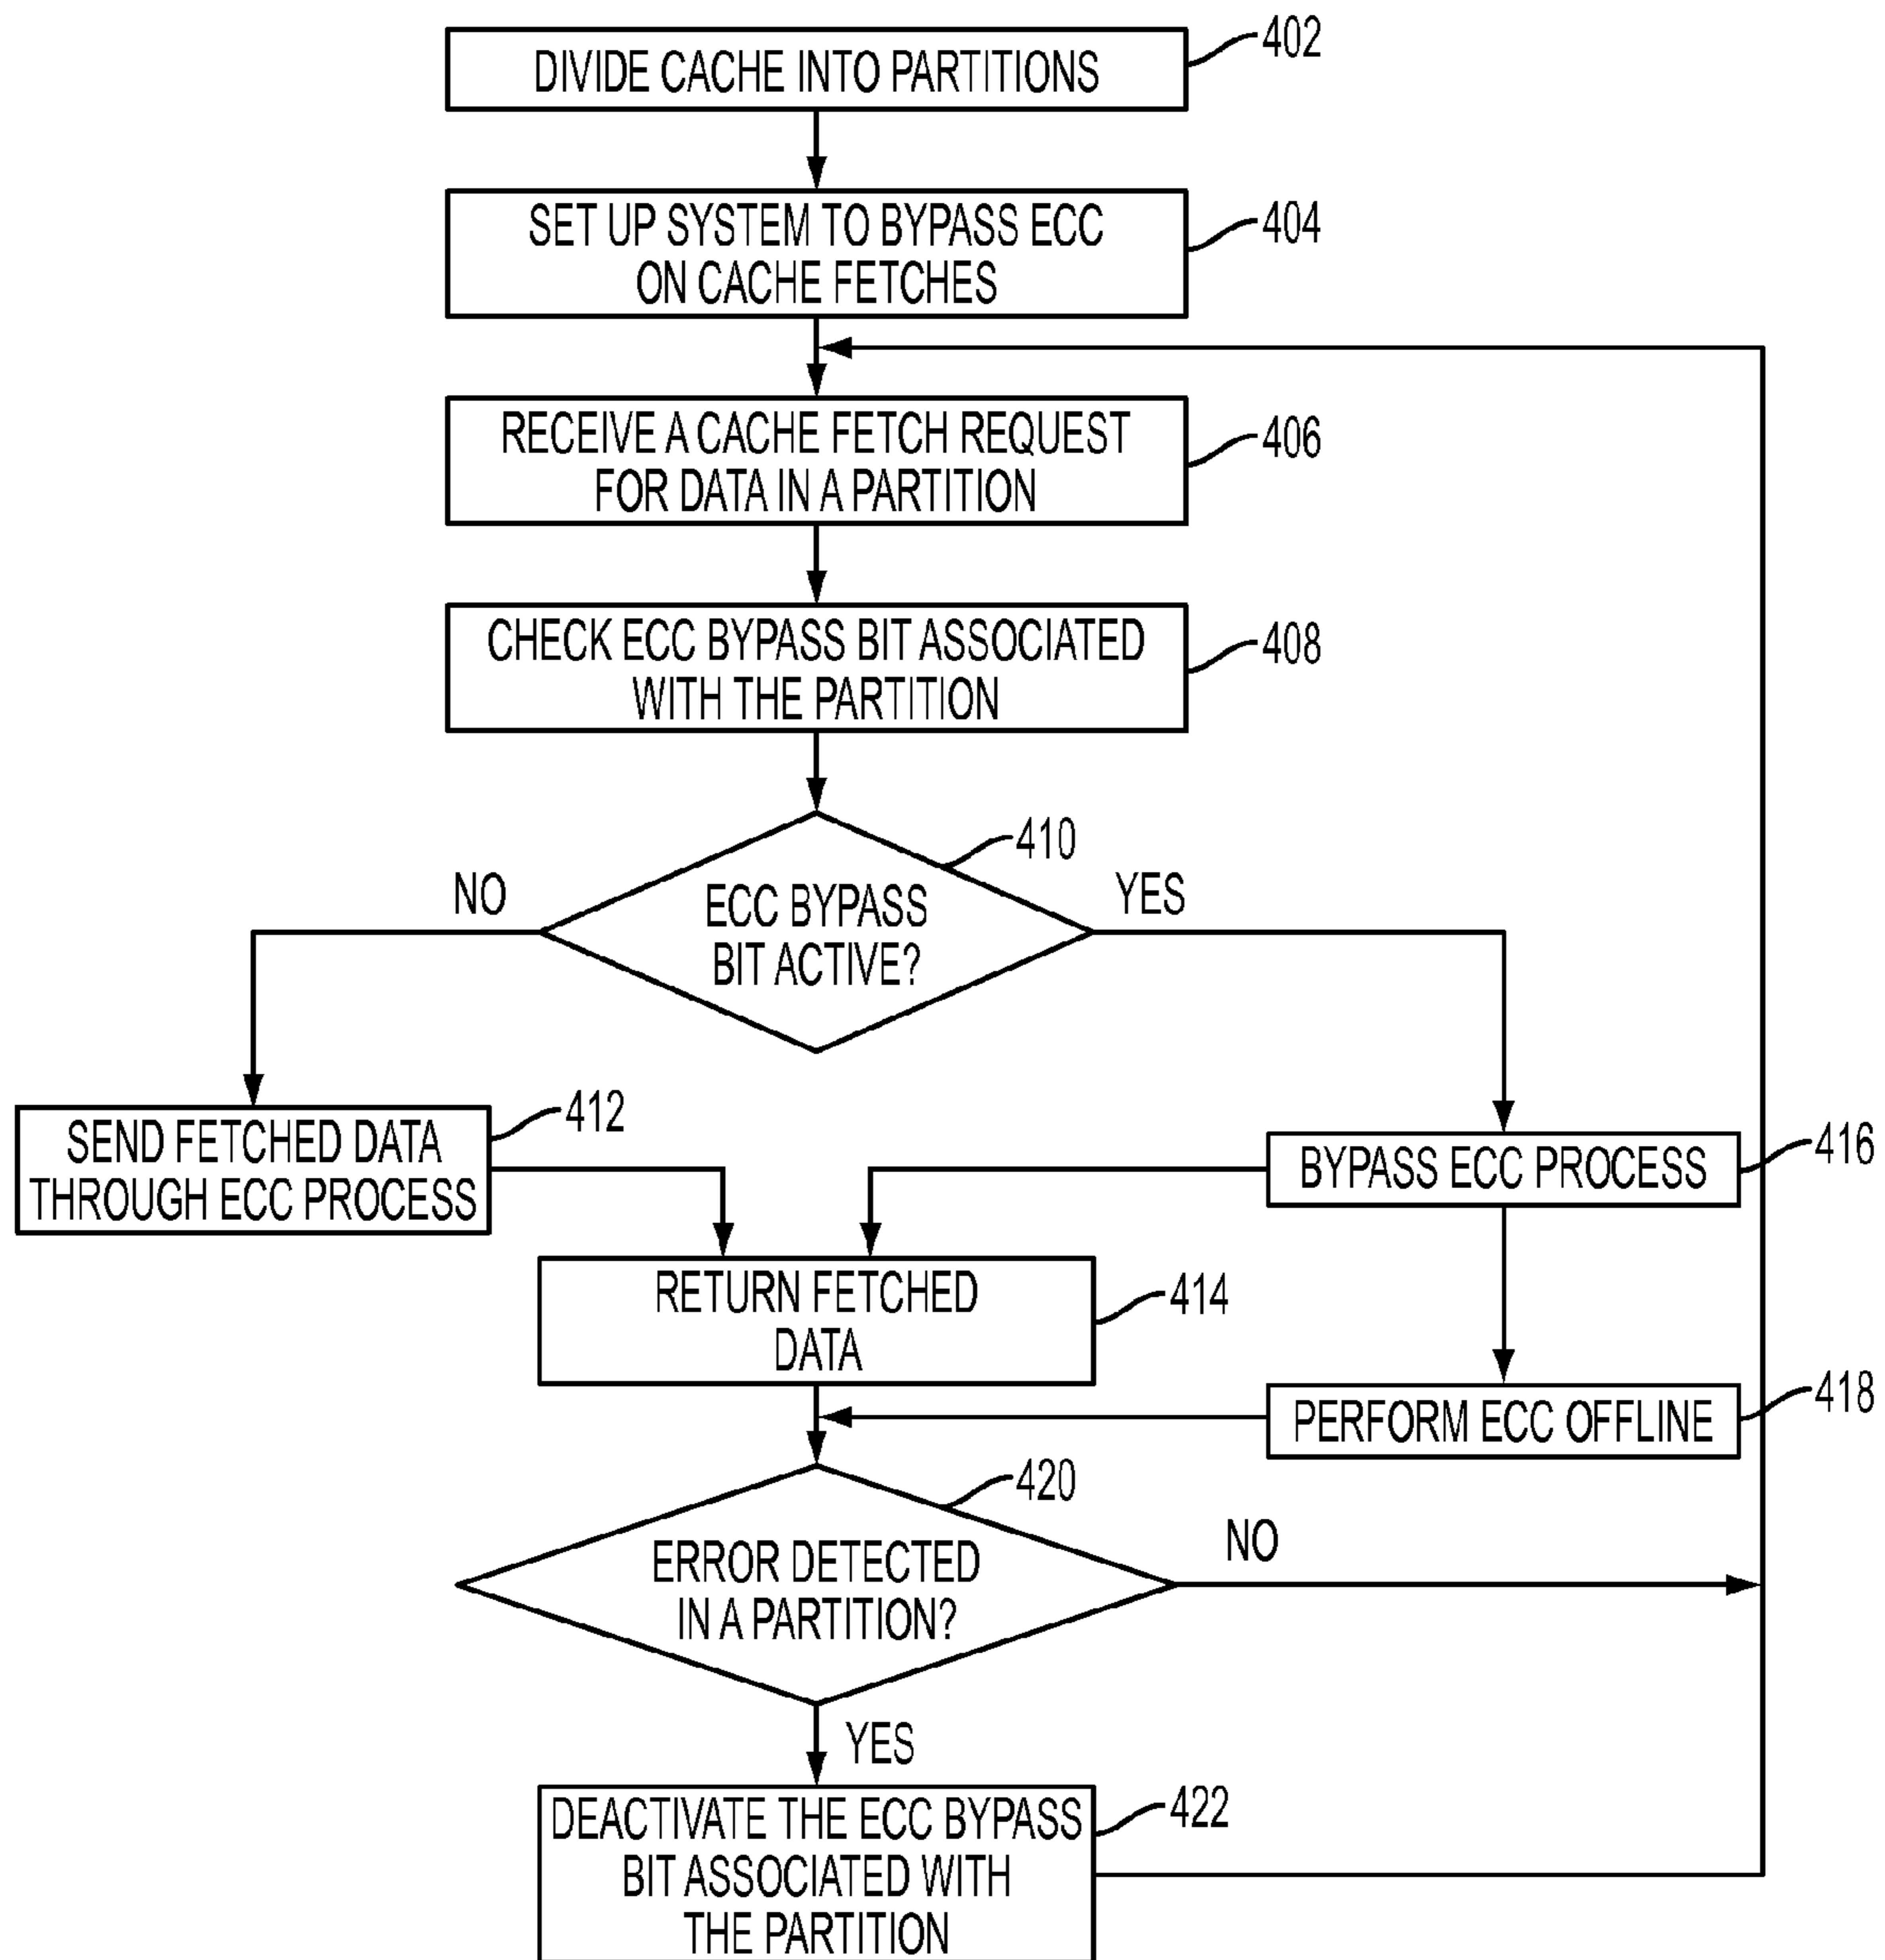 DIVIDE CACHE INTO PARTITIONS
402
SET UP SYSTEM TO BYPASS ECC
ON CACHE FETCHES
404
RECEIVE A CACHE FETCH REQUEST
FOR DATA IN A PARTITION
406
CHECK ECC BYPASS BIT ASSOCIATED
WITH THE PARTITION
408
410
NO
ECC BYPASS
BIT ACTIVE?
YES
SEND FETCHED DATA
THROUGH ECC PROCESS
412
BYPASS ECC PROCESS
416
RETURN FETCHED
DATA
414
PERFORM ECC OFFLINE
418
420
ERROR DETECTED
IN A PARTITION?
NO
YES
DEACTIVATE THE ECC BYPASS
BIT ASSOCIATED WITH
THE PARTITION
422